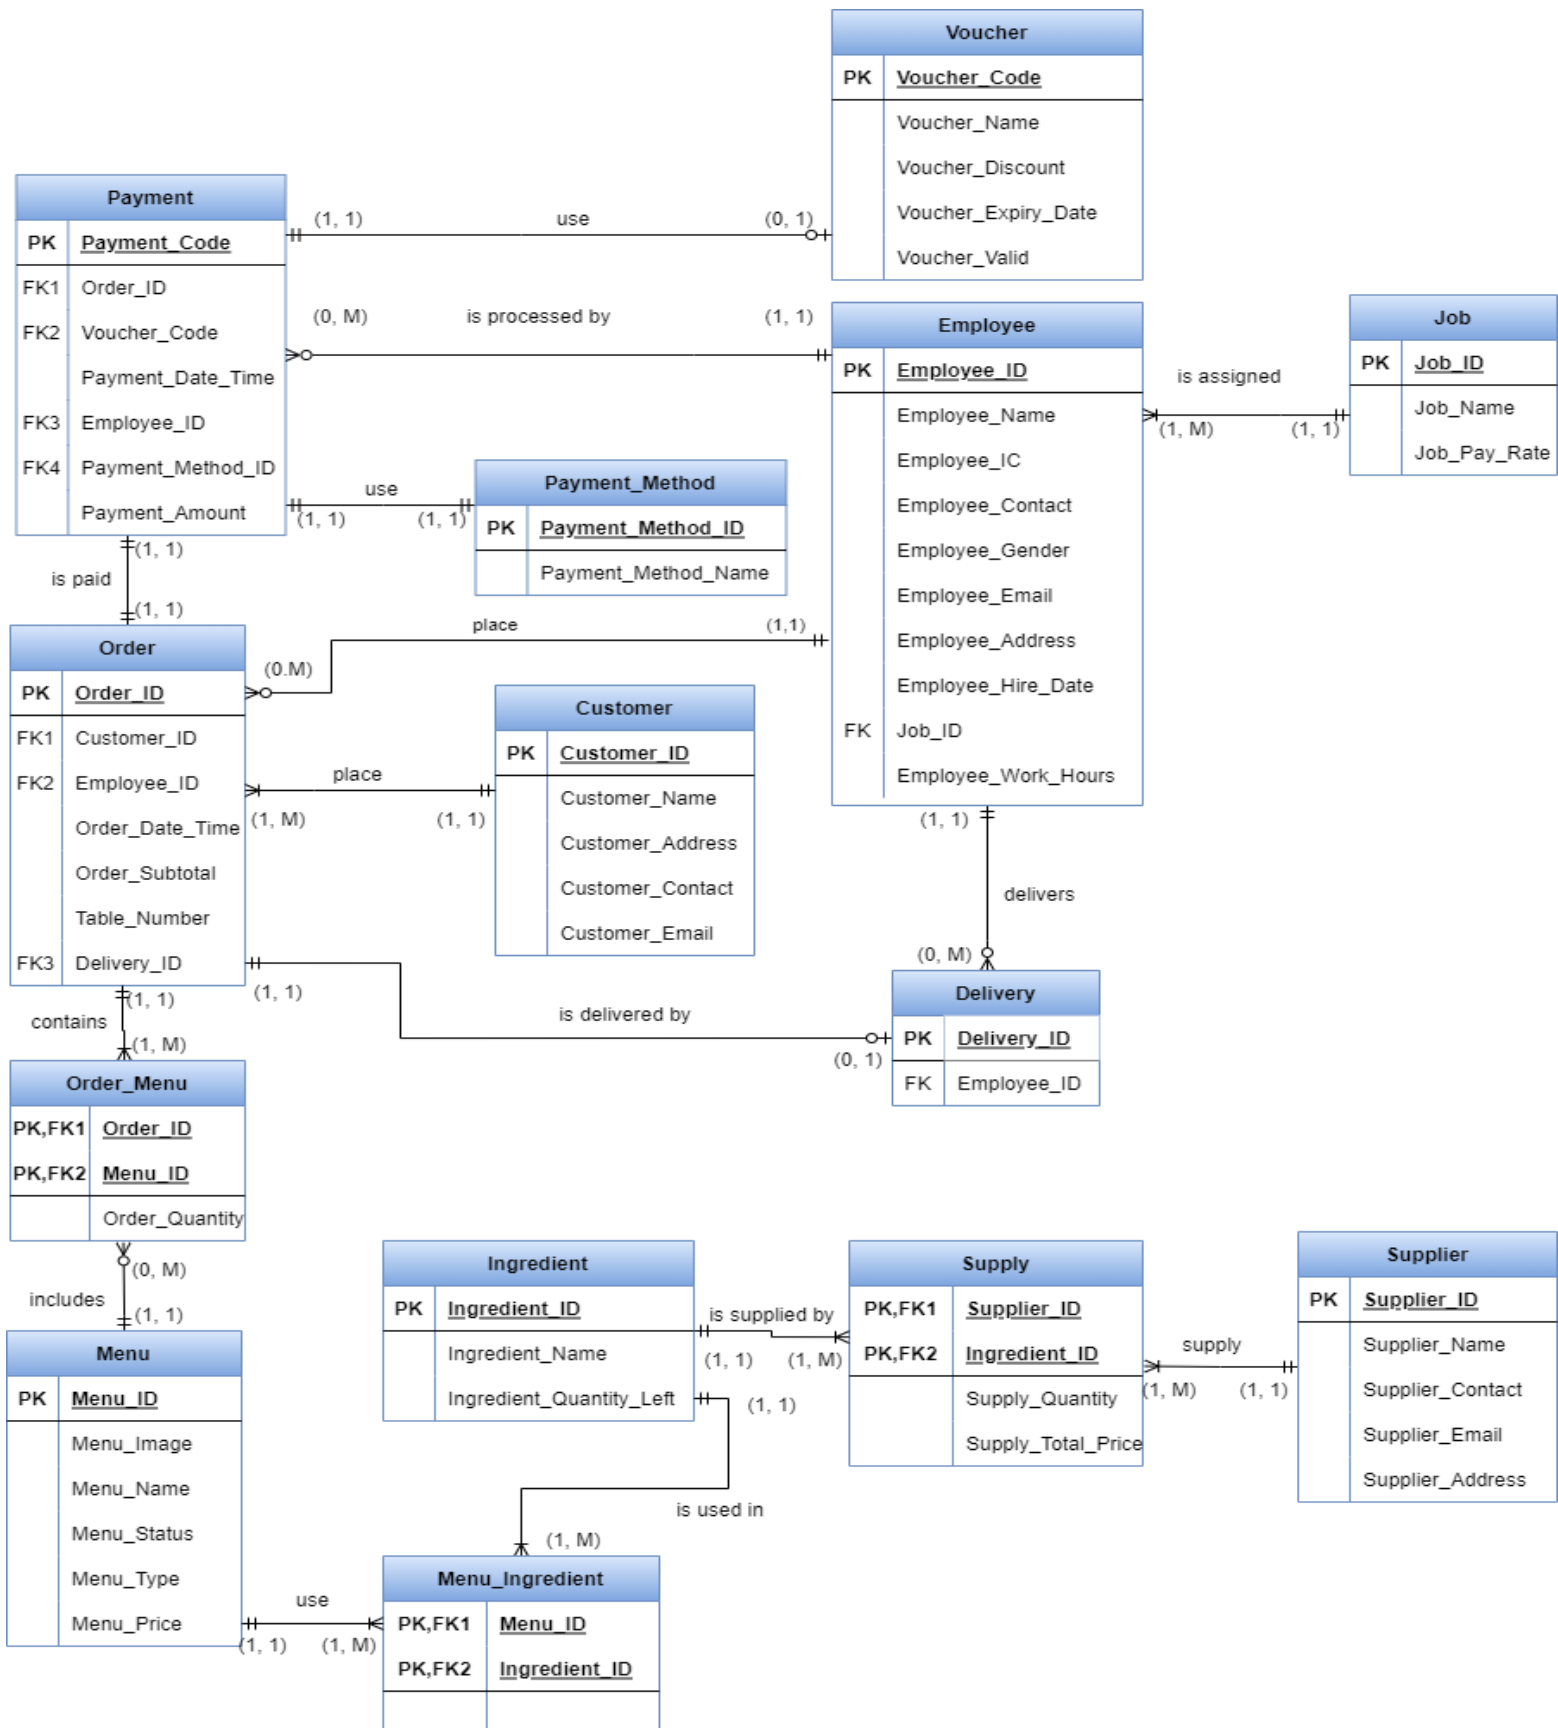 Voucher
PK Voucher_Code
Voucher_Name
Voucher_Discount
Voucher_Expiry_Date
Voucher_Valid
Payment
PK Payment_Code
FK1 Order_ID
FK2 Voucher_Code
Payment_Date_Time
FK3 Employee_ID
FK4 Payment_Method_ID
Payment_Amount
(1, 1) use (0, 1)
(0, M) is processed by (1, 1)
Employee
PK Employee_ID
Employee_Name
Employee_IC
Employee_Contact
Employee_Gender
Employee_Email
Employee_Address
Employee_Hire_Date
FK Job_ID
Employee_Work_Hours
is assigned
(1, M) (1, 1)
Job
PK Job_ID
Job_Name
Job_Pay_Rate
use
(1, 1) (1, 1)
Payment_Method
PK Payment_Method_ID
Payment_Method_Name
(1, 1)
is paid
(1, 1)
Order
PK Order_ID
FK1 Customer_ID
FK2 Employee_ID
Order_Date_Time
Order_Subtotal
Table_Number
FK3 Delivery_ID
place (1,1)
(0.M)
Customer
PK Customer_ID
Customer_Name
Customer_Address
Customer_Contact
Customer_Email
place
(1, M) (1, 1)
(1, 1)
delivers
(0, M)
Delivery
PK Delivery_ID
FK Employee_ID
(1, 1)
is delivered by
(0, 1)
(1, 1)
contains
(1, M)
Order_Menu
PK,FK1 Order_ID
PK,FK2 Menu_ID
Order_Quantity
(0, M)
includes
(1, 1)
Menu
PK Menu_ID
Menu_Image
Menu_Name
Menu_Status
Menu_Type
Menu_Price
Ingredient
PK Ingredient_ID
Ingredient_Name
Ingredient_Quantity_Left
is supplied by
(1, 1) (1, M)
Supply
PK,FK1 Supplier_ID
PK,FK2 Ingredient_ID
Supply_Quantity
Supply_Total_Price
supply
(1, M) (1, 1)
Supplier
PK Supplier_ID
Supplier_Name
Supplier_Contact
Supplier_Email
Supplier_Address
(1, 1)
is used in
(1, M)
use
(1, 1) (1, M)
Menu_Ingredient
PK,FK1 Menu_ID
PK,FK2 Ingredient_ID